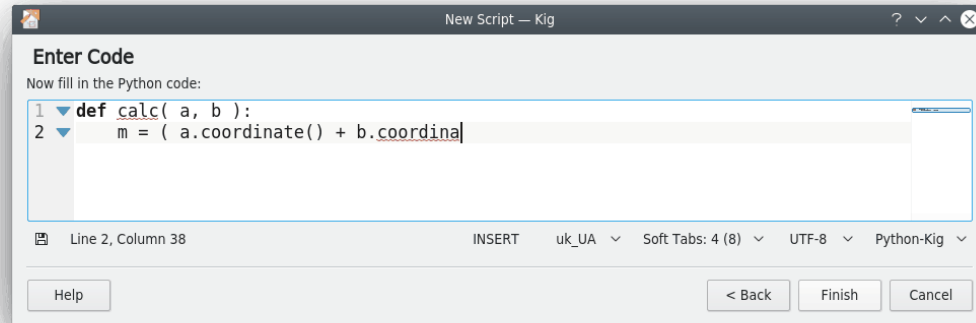 New Script — Kig
Enter Code
Now fill in the Python code:
1 def calc( a, b ):
2 m = ( a.coordinate() + b.coordina
Line 2, Column 38 INSERT uk_UA Soft Tabs: 4 (8) UTF-8 Python-Kig
Help < Back Finish Cancel